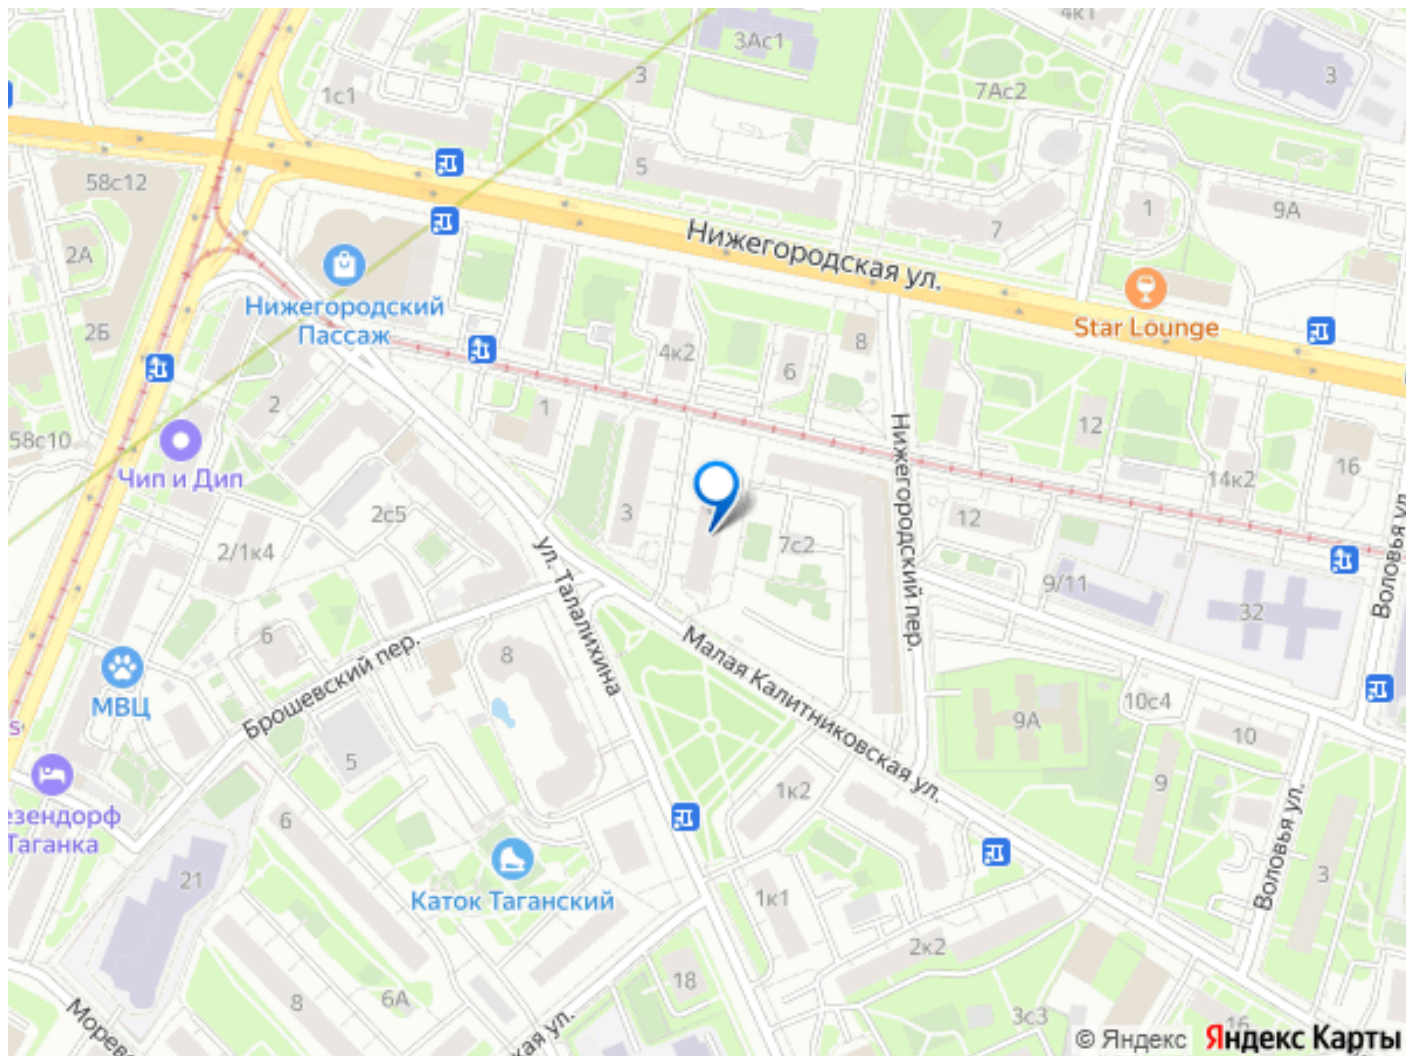 4к1
3Ас1
3
3
7Ас2
1с1
5
58с12
1
9А
7
Нижегородская ул.
2А
Нижегородский
Пассаж
Star Lounge
2Б
8
4к2
6
2
1
12
Нижегородский пер.
58с10
16
Чип и Дип
14к2
2с5
3
12
Воловья ул.
7с2
2/1к4
ул. Талалихина
9/11
32
6
Малая Калитниковская ул.
8
Брошевский пер.
МВЦ
10с4
9А
10
5
9
1к2
езендорф
Таганка
6
Воловья ул.
21
Каток Таганский
3
1к1
2к2
18
8
6А
3с3
16
кая ул.
© Яндекс Яндекс Карты